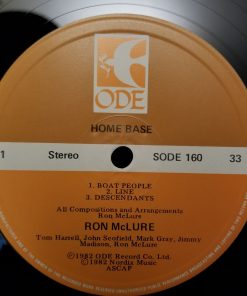 ODE
HOME BASE
1 Stereo SODE 160 33
1. BOAT PEOPLE
2. LINE
3. DESCENDANTS
All Compositions and Arrangements
Ron McLure
RON McLURE
Tom Harrell, John Scofield, Mark Gray, Jimmy
Madison, Ron McLure
©1982 ODE Record Co. Ltd.
©1982 Nordix Music
ASCAP